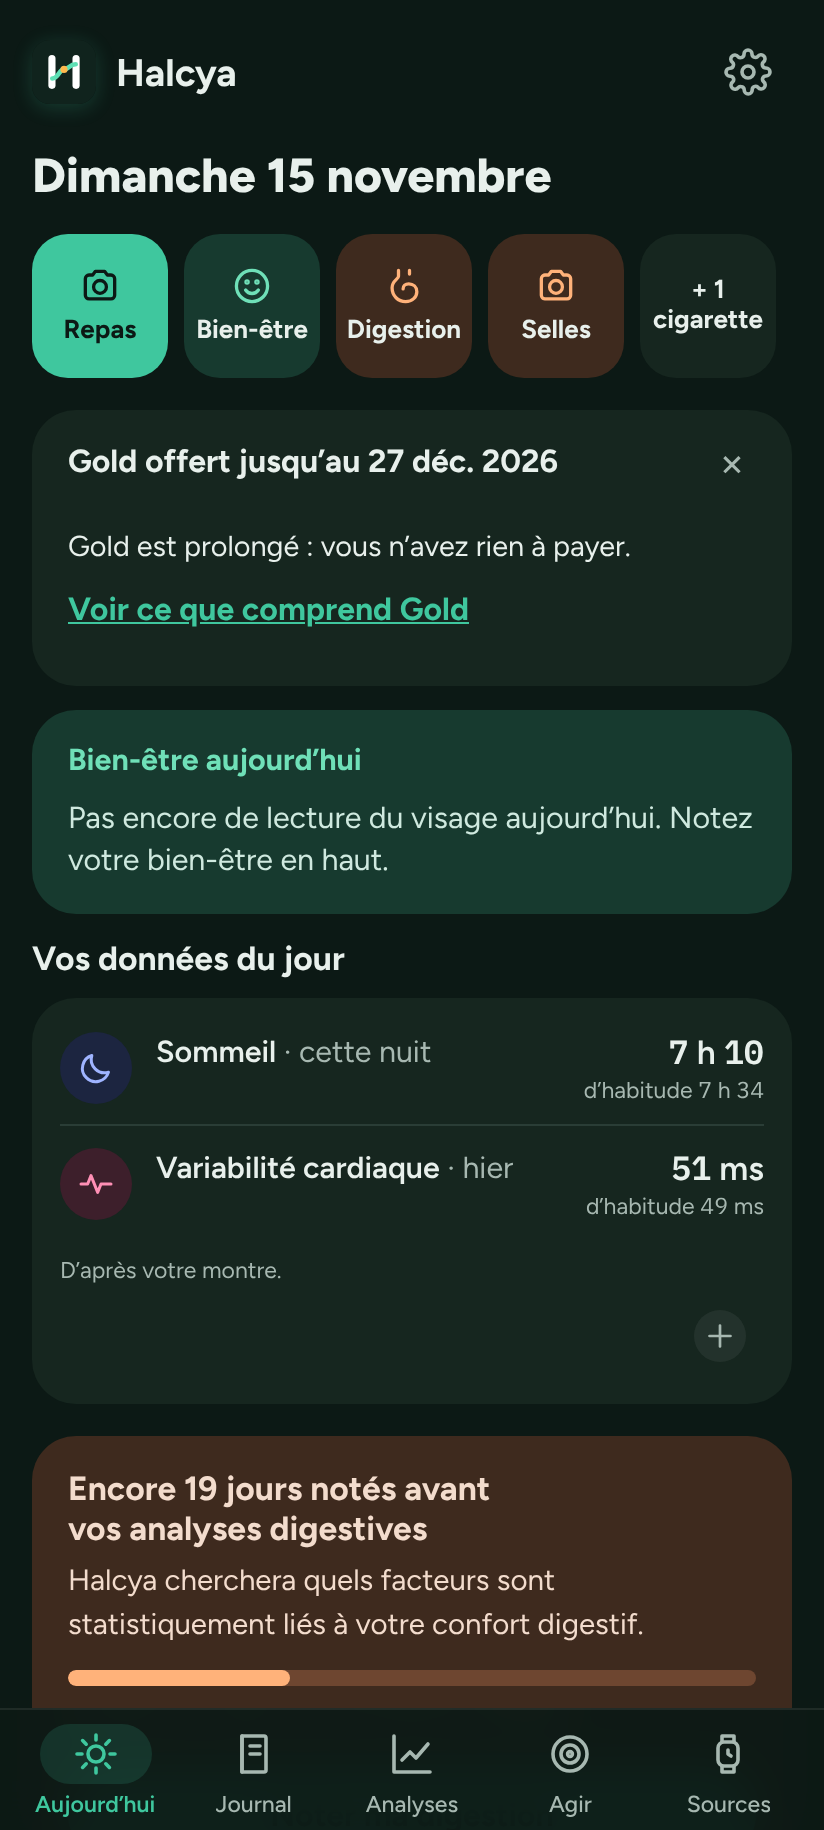 Halcya
Dimanche 15 novembre
Repas
Bien-être
Digestion
Selles
+ 1
cigarette
Gold offert jusqu’au 27 déc. 2026
Gold est prolongé : vous n’avez rien à payer.
Voir ce que comprend Gold
Bien-être aujourd’hui
Pas encore de lecture du visage aujourd’hui. Notez
votre bien-être en haut.
Vos données du jour
Sommeil · cette nuit
7 h 10
d’habitude 7 h 34
Variabilité cardiaque · hier
51 ms
d’habitude 49 ms
D’après votre montre.
Encore 19 jours notés avant
vos analyses digestives
Halcya cherchera quels facteurs sont
statistiquement liés à votre confort digestif.
Aujourd’hui
Journal
Analyses
Agir
Sources